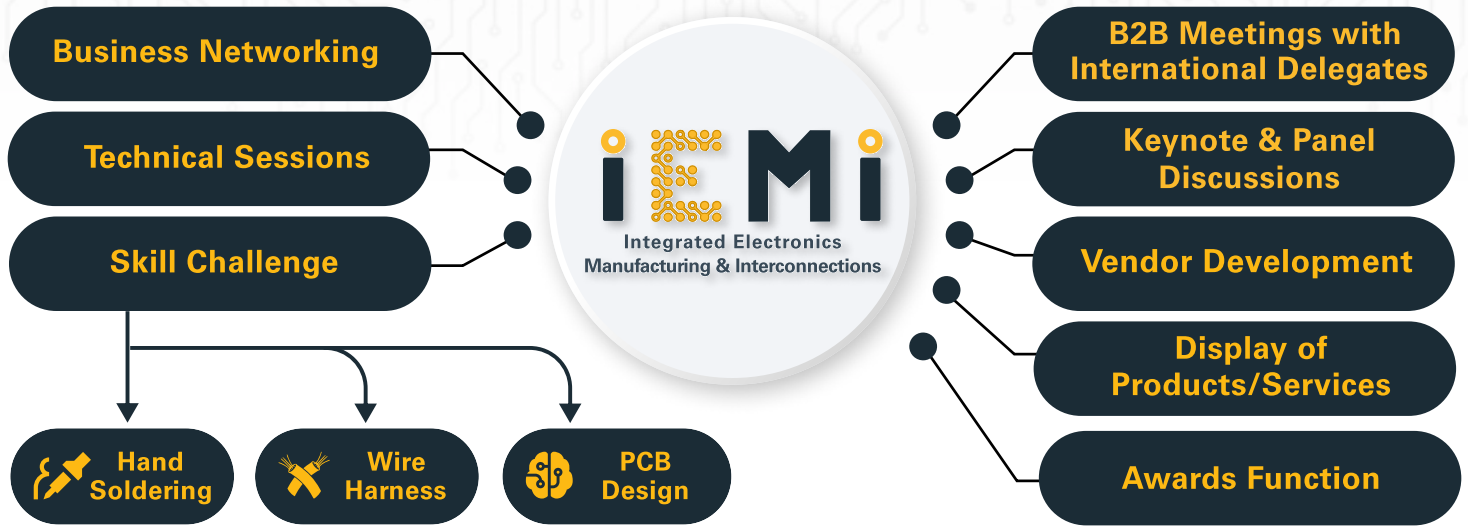 Business Networking
Technical Sessions
Skill Challenge
Hand
Soldering
Wire
Harness
PCB
Design
iEMi
Integrated Electronics
Manufacturing & Interconnections
B2B Meetings with
International Delegates
Keynote & Panel
Discussions
Vendor Development
Display of
Products/Services
Awards Function